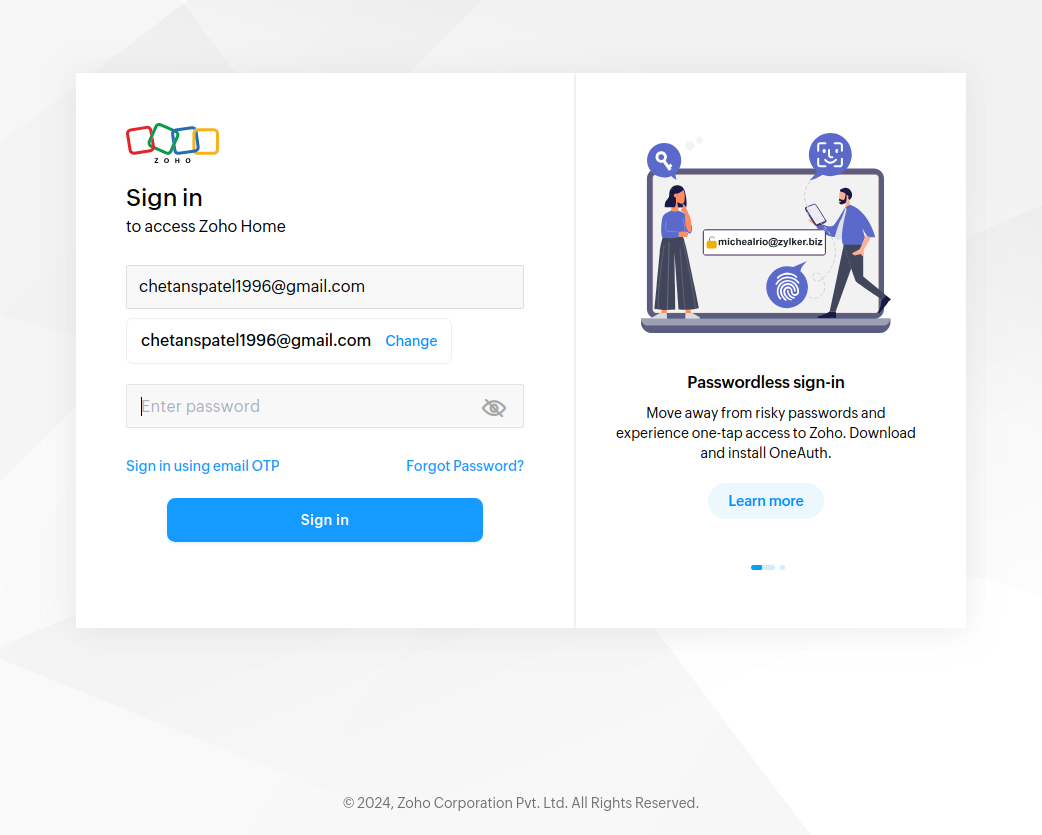 ZOHO
Sign in
to access Zoho Home
chetanspatel1996@gmail.com
chetanspatel1996@gmail.com Change
Enter password
Sign in using email OTP Forgot Password?
Sign in
michealrio@zylker.biz
Passwordless sign-in
Move away from risky passwords and
experience one-tap access to Zoho. Download
and install OneAuth.
Learn more
© 2024, Zoho Corporation Pvt. Ltd. All Rights Reserved.